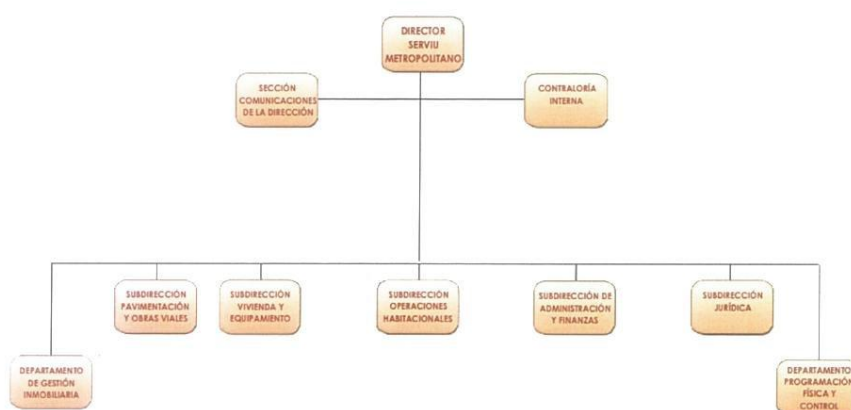 DIRECTOR
SERVIU
METROPOLITANO
SECCIÓN
COMUNICACIONES
DE LA DIRECCIÓN
CONTRALORÍA
INTERNA
SUBDIRECCIÓN
PAVIMENTACIÓN
Y OBRAS VIALES
SUBDIRECCIÓN
VIVIENDA Y
EQUIPAMIENTO
SUBDIRECCIÓN
OPERACIONES
HABITACIONALES
SUBDIRECCIÓN DE
ADMINISTRACIÓN
Y FINANZAS
SUBDIRECCIÓN
JURÍDICA
DEPARTAMENTO
DE GESTIÓN
INMOBILIARIA
DEPARTAMENTO
PROGRAMACIÓN
FÍSICA Y
CONTROL